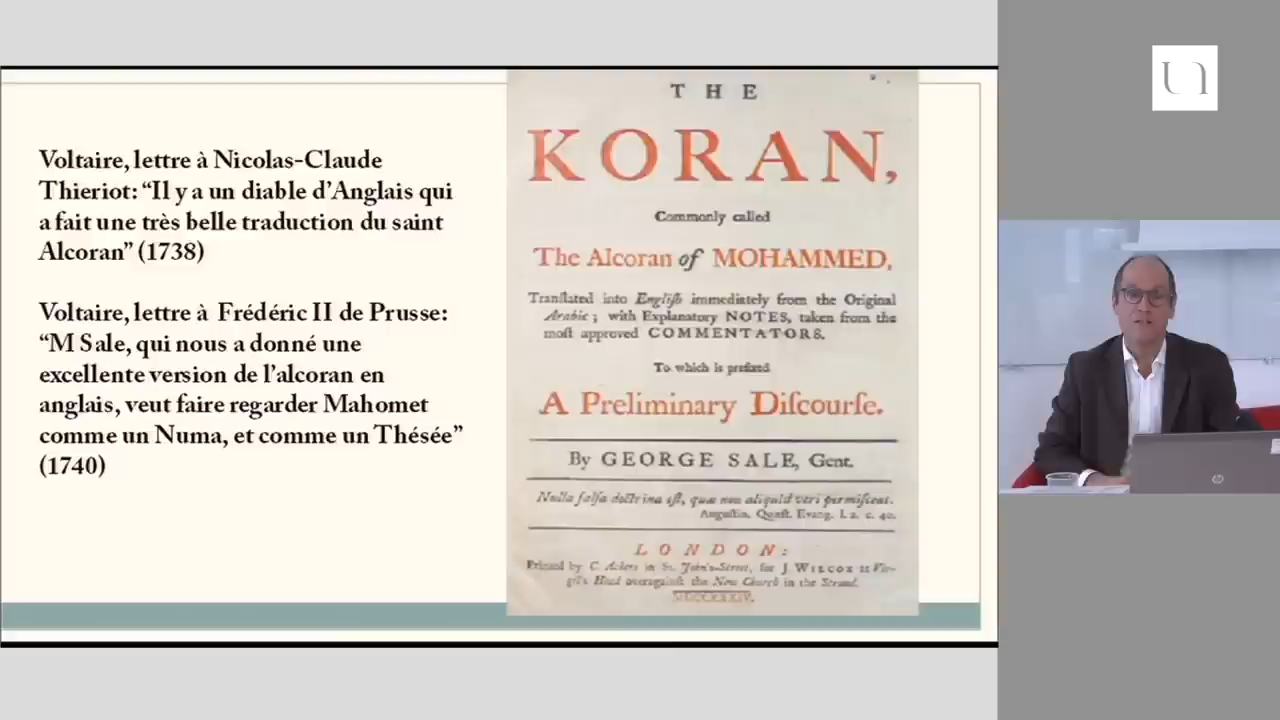 Voltaire, lettre à Nicolas-Claude
Thieriot: “Il y a un diable d’Anglais qui
a fait une très belle traduction du saint
Alcoran” (1738)
Voltaire, lettre à Frédéric II de Prusse:
“M Sale, qui nous a donné une
excellente version de l’alcoran en
anglais, veut faire regarder Mahomet
comme un Numa, et comme un Thésée”
(1740)
THE
KORAN,
Commonly called
The Alcoran of MOHAMMED,
Tranſlated into Engliſh immediately from the Original
Arabic; with Explanatory NOTES, taken from the
moſt approved COMMENTATORS.
To which is prefixed
A Preliminary Diſcourſe.
By GEORGE SALE, Gent.
Nulla falſa doctrina eſt, quæ non aliquid veri permiſceat.
Auguſtin. Quæſt. Evang. l. 2. c. 40.
LONDON:
Printed by C. Ackers in St. John's-Street, for J. WILCOX at Vir-
gil's Head overagainſt the New Church in the Strand.
MDCCXXXIV.
un
hp